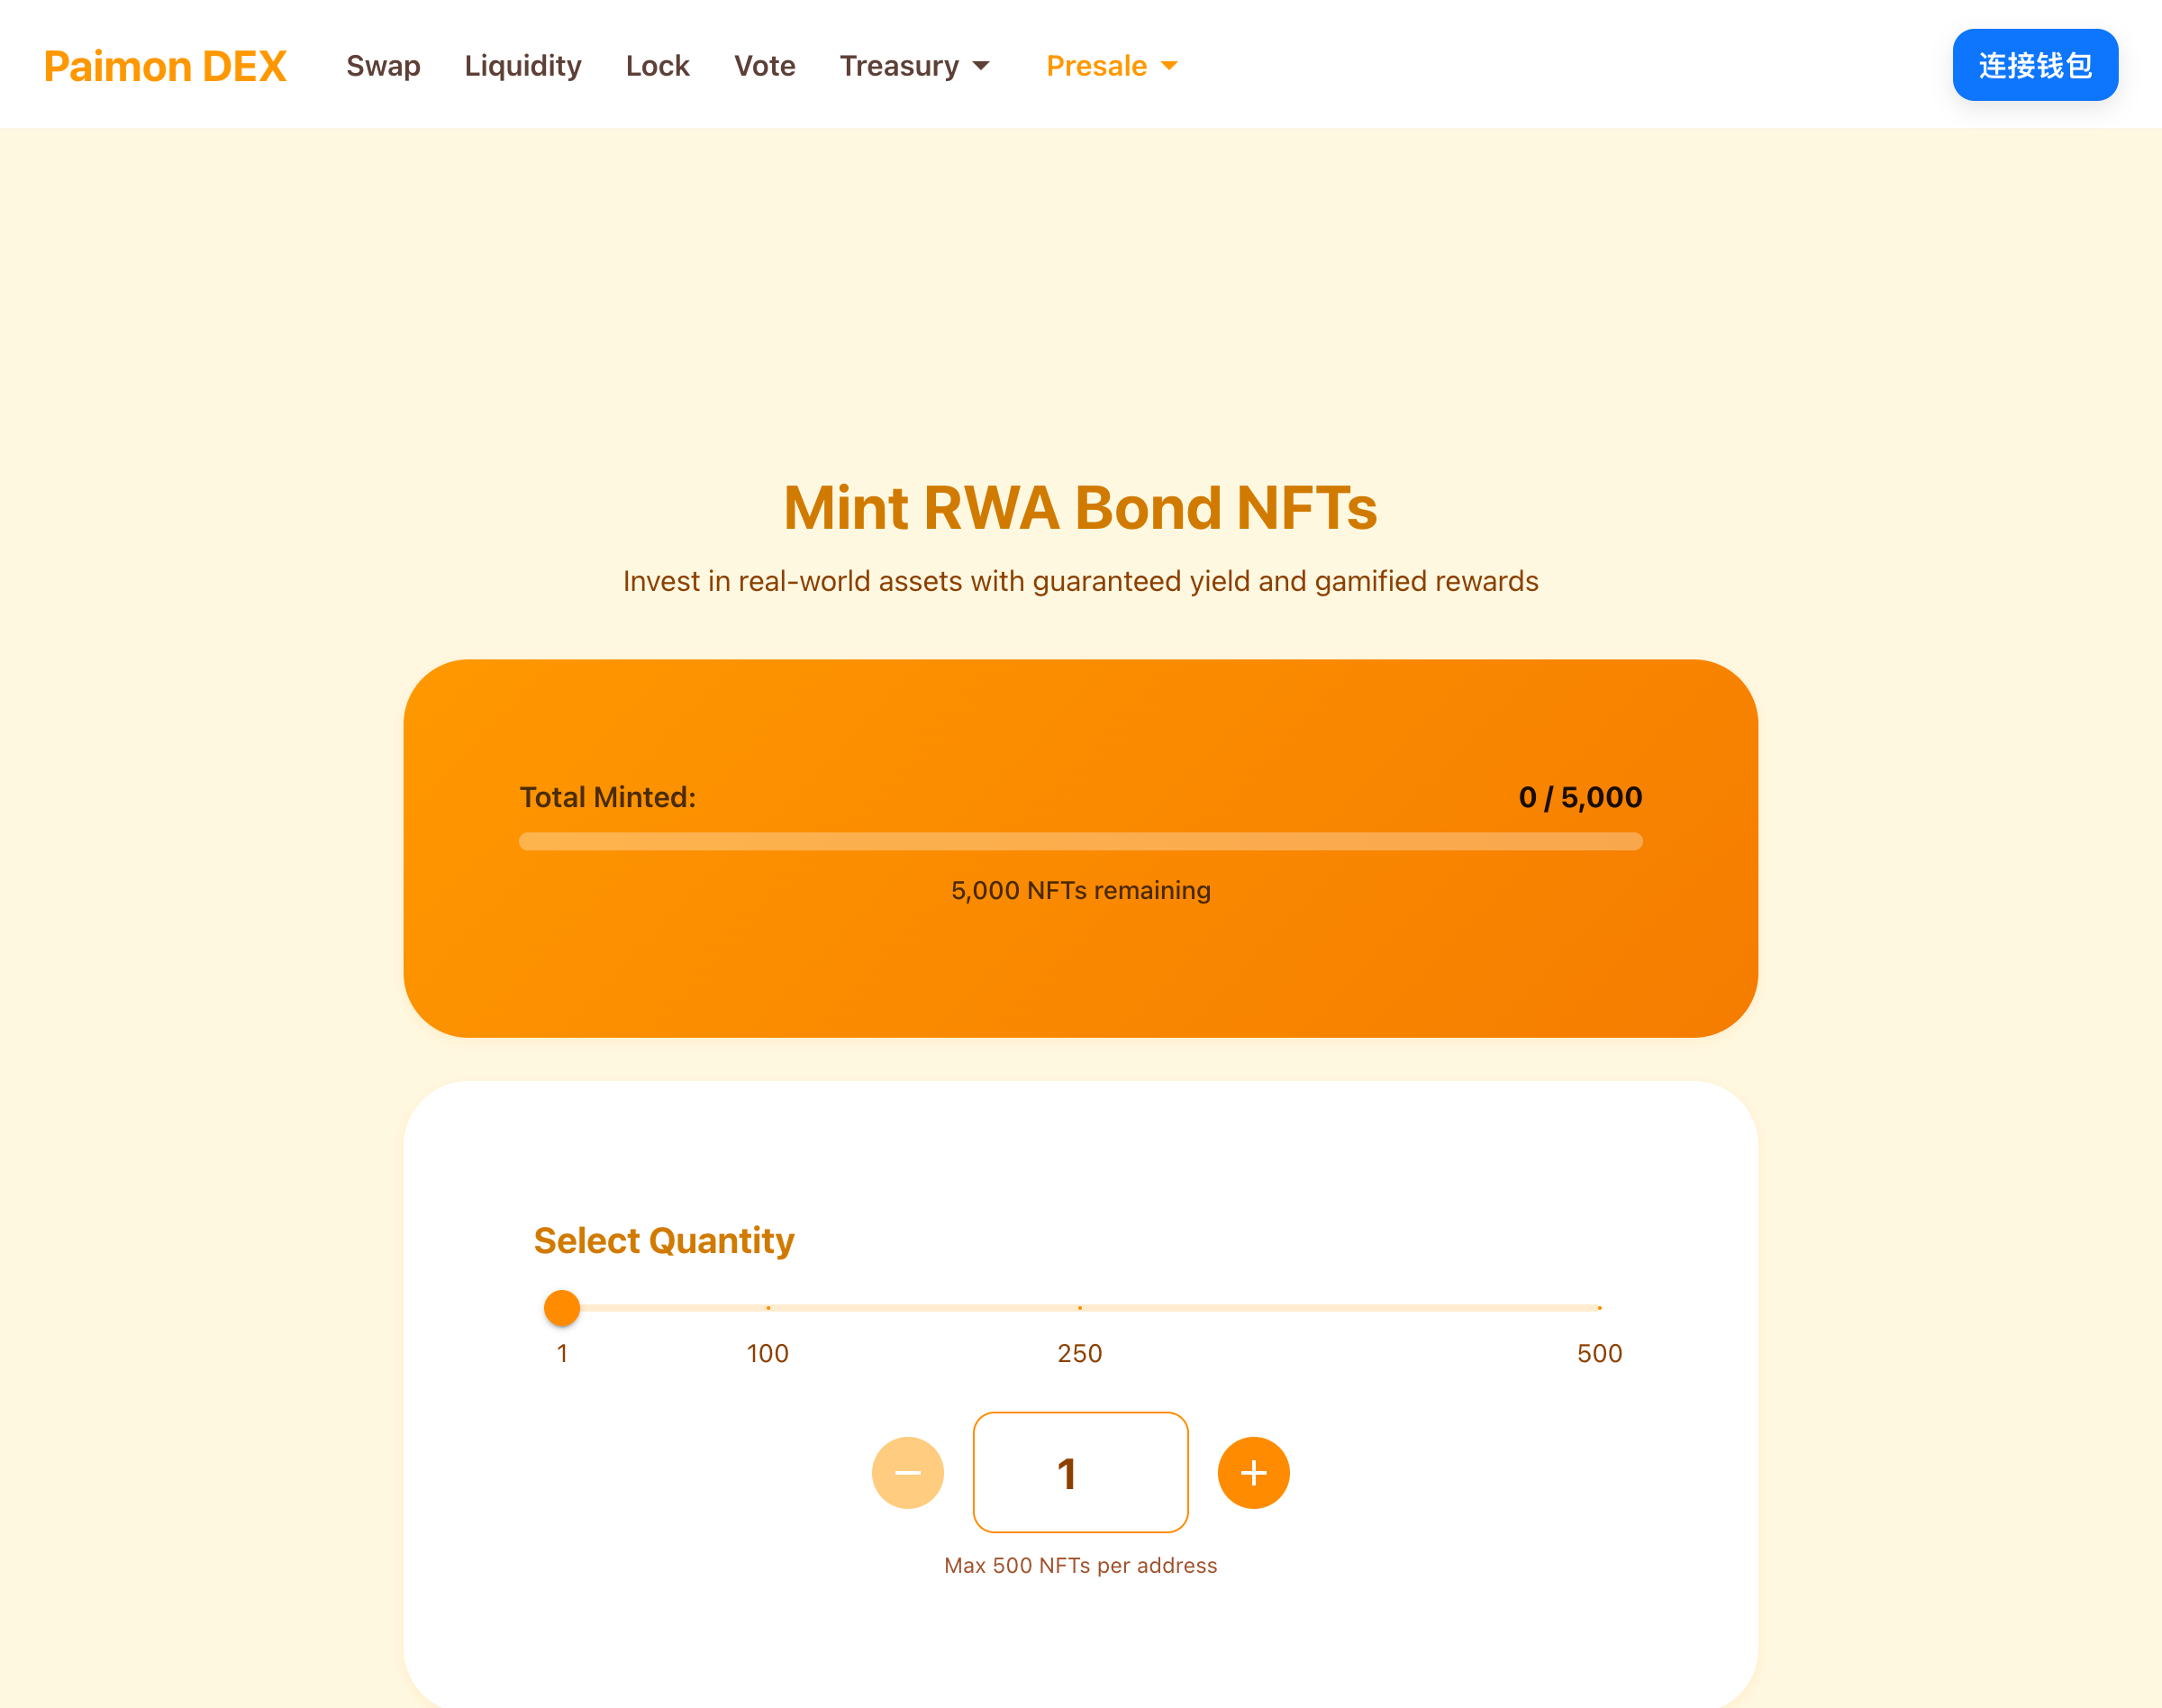 Paimon DEX Swap Liquidity Lock Vote Treasury Presale 连接钱包
Mint RWA Bond NFTs
Invest in real-world assets with guaranteed yield and gamified rewards
Total Minted: 0 / 5,000
5,000 NFTs remaining
Select Quantity
1 100 250 500
1
Max 500 NFTs per address